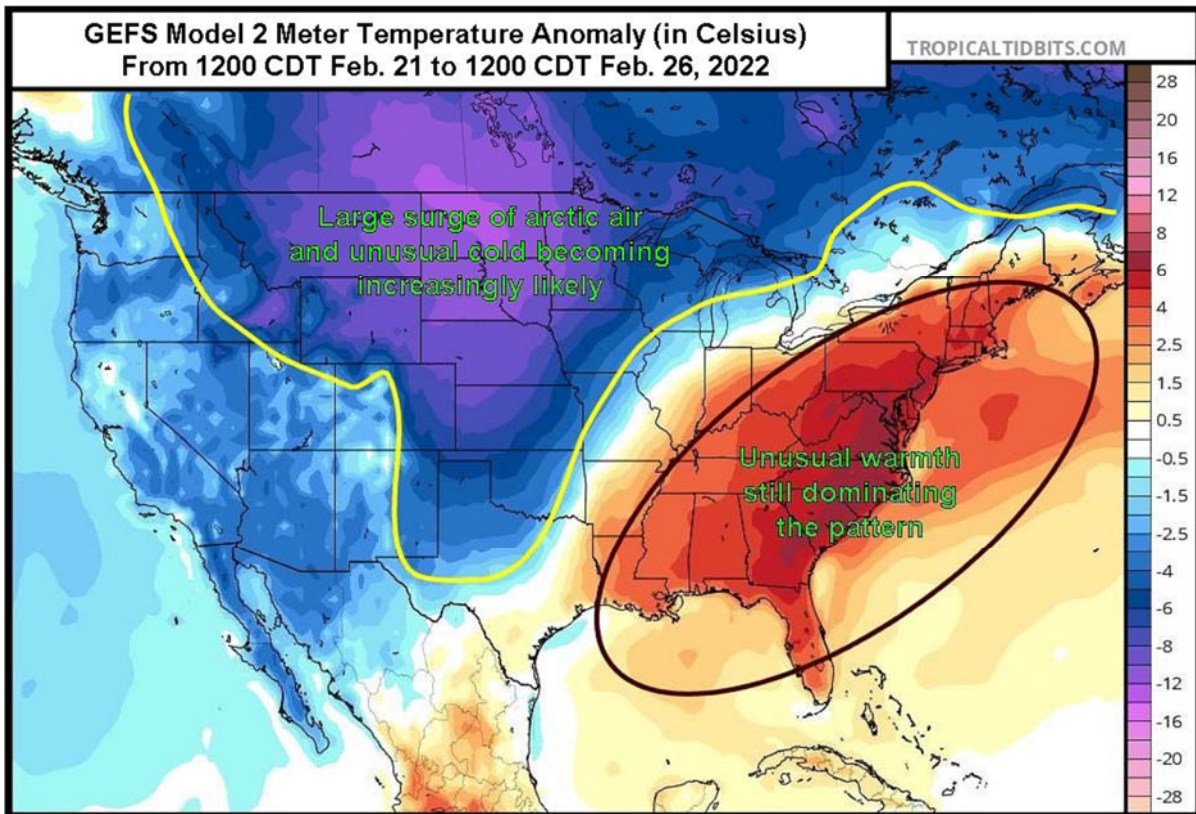 GEFS Model 2 Meter Temperature Anomaly (in Celsius)
From 1200 CDT Feb. 21 to 1200 CDT Feb. 26, 2022
TROPICALTIDBITS.COM
Large surge of arctic air
and unusual cold becoming
increasingly likely
Unusual warmth
still dominating
the pattern
28
20
16
12
8
6
4
2.5
1.5
0.5
-0.5
-1.5
-2.5
-4
-6
-8
-12
-16
-20
-28